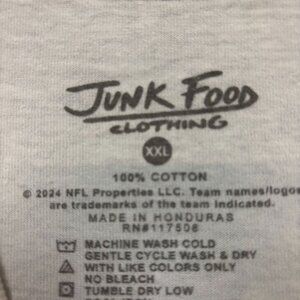 JUNK FOOD
CLOTHING
XXL
100% COTTON
© 2024 NFL Properties LLC. Team names/logos
are trademarks of the team indicated.
MADE IN HONDURAS
RN#117506
MACHINE WASH COLD
GENTLE CYCLE WASH & DRY
WITH LIKE COLORS ONLY
NO BLEACH
TUMBLE DRY LOW